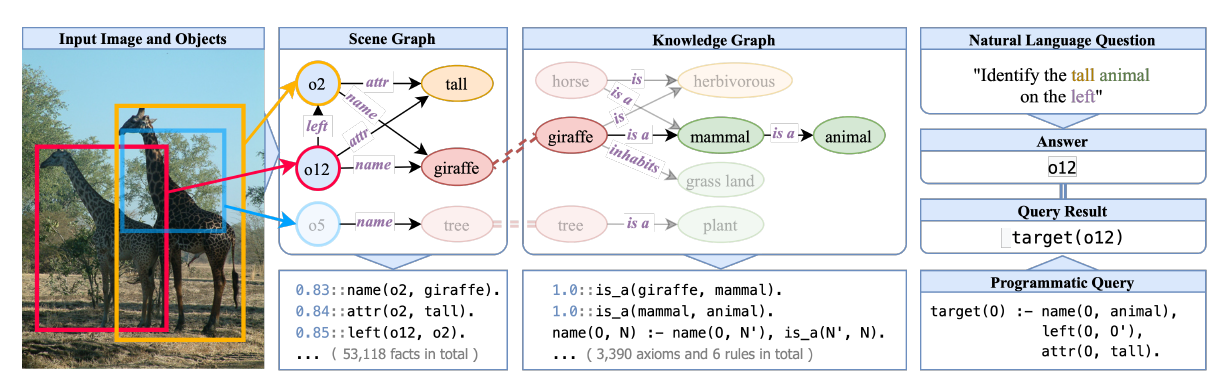 Input Image and Objects
Scene Graph
o2
attr
tall
name
left
attr
o12
name
giraffe
o5
name
tree
0.83::name(o2, giraffe).
0.84::attr(o2, tall).
0.85::left(o12, o2).
... ( 53,118 facts in total )
Knowledge Graph
horse
is
herbivorous
is a
is
giraffe
is a
mammal
is a
animal
inhabits
grass land
tree
is a
plant
1.0::is_a(giraffe, mammal).
1.0::is_a(mammal, animal).
name(O, N) :- name(O, N'), is_a(N', N).
... ( 3,390 axioms and 6 rules in total )
Natural Language Question
"Identify the tall animal
on the left"
Answer
o12
Query Result
target(o12)
Programmatic Query
target(O) :- name(O, animal),
left(O, O'),
attr(O, tall).